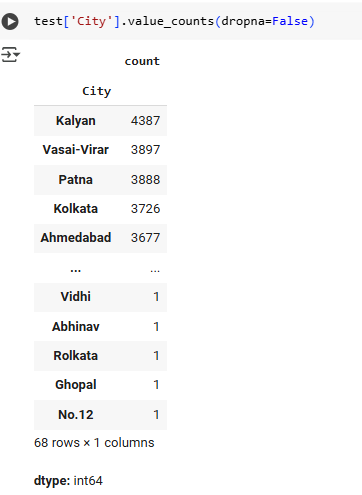 test['City'].value_counts(dropna=False)
count
City
Kalyan 4387
Vasai-Virar 3897
Patna 3888
Kolkata 3726
Ahmedabad 3677
... ...
Vidhi 1
Abhinav 1
Rolkata 1
Ghopal 1
No.12 1
68 rows × 1 columns
dtype: int64